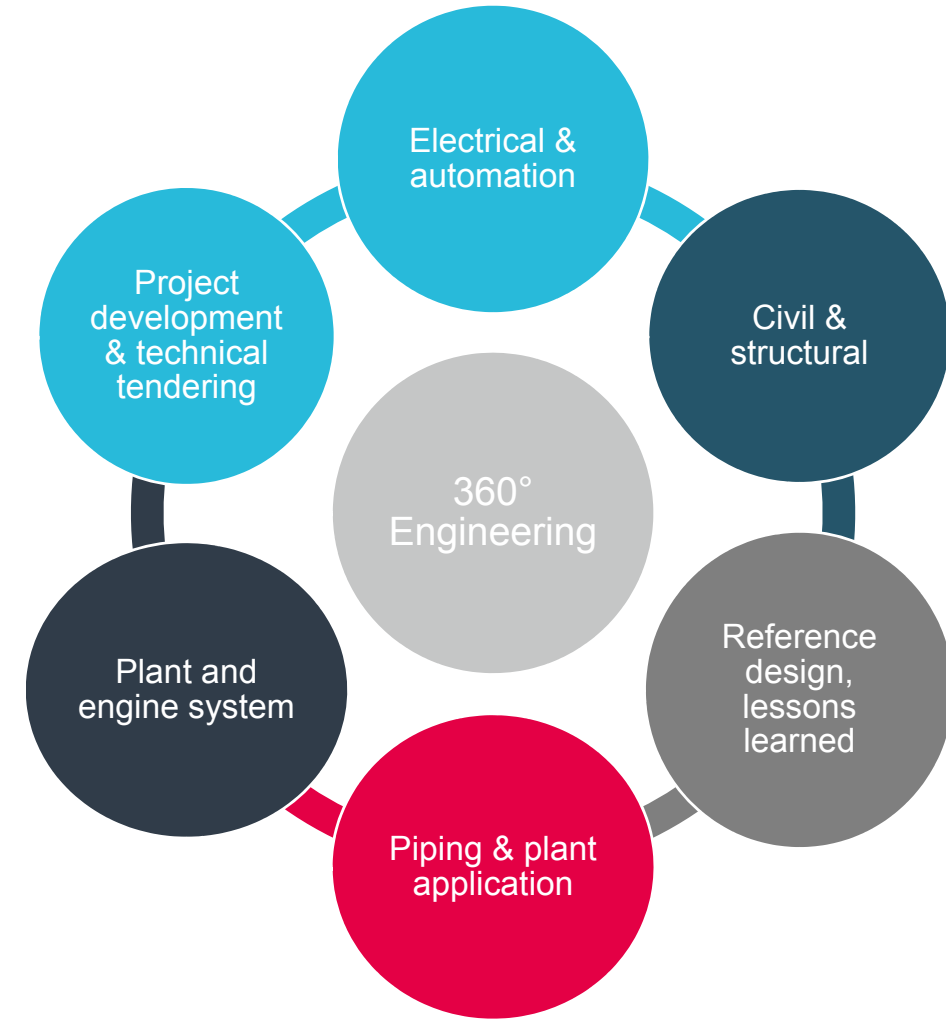 Electrical &
automation
Project
development
& technical
tendering
Civil &
structural
360°
Engineering
Plant and
engine system
Reference
design,
lessons
learned
Piping & plant
application